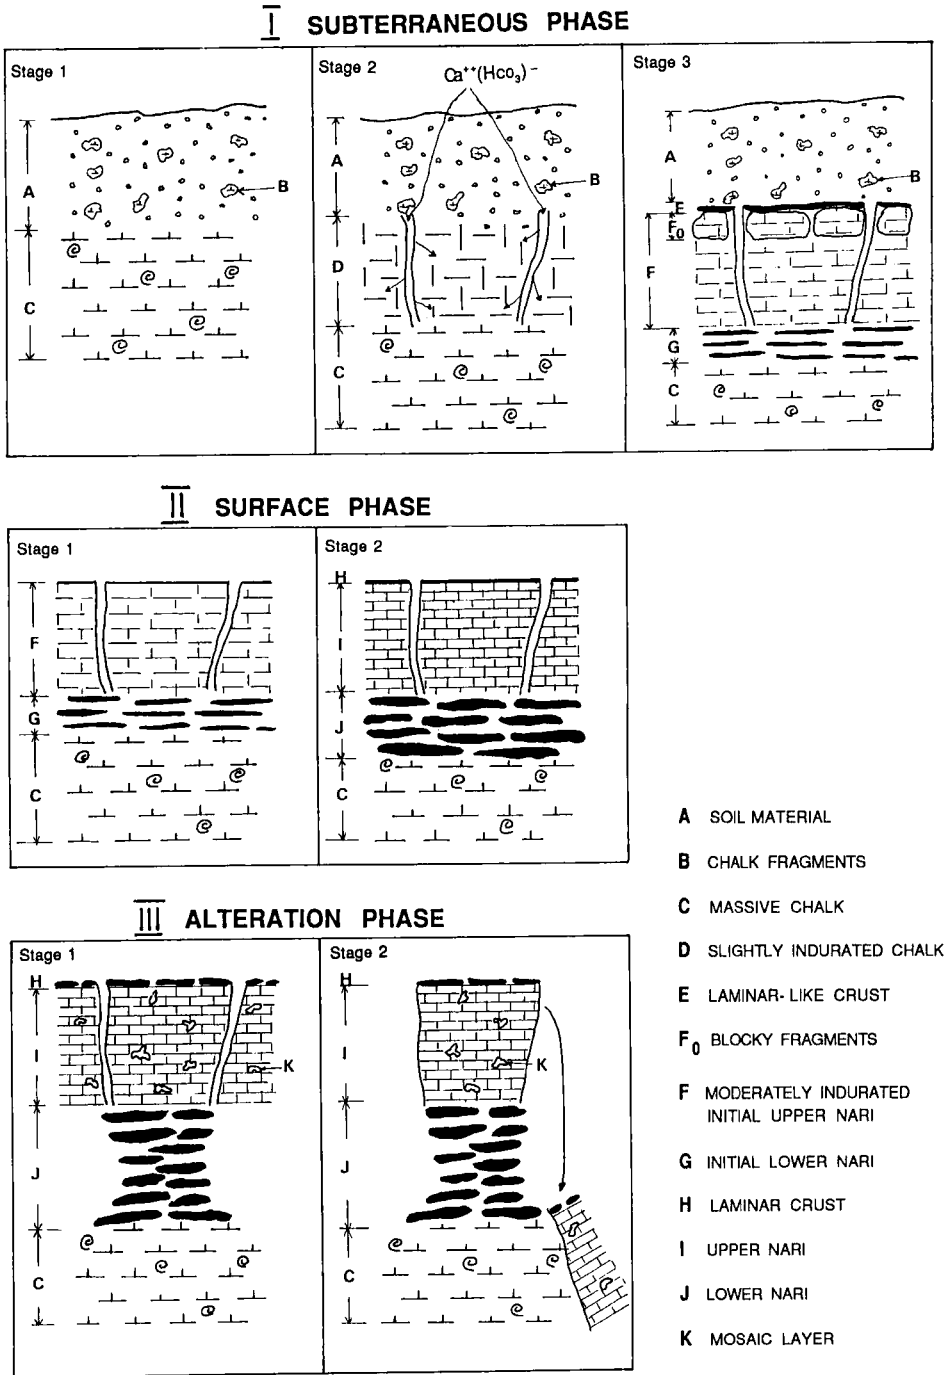 I SUBTERRANEOUS PHASE
Stage 1
A
B
C
Stage 2
Ca++(Hco3)–
A
B
D
C
Stage 3
A
B
E
F0
F
G
C
II SURFACE PHASE
Stage 1
F
G
C
Stage 2
H
I
J
C
III ALTERATION PHASE
Stage 1
H
I
K
J
C
Stage 2
H
I
K
J
C
A SOIL MATERIAL
B CHALK FRAGMENTS
C MASSIVE CHALK
D SLIGHTLY INDURATED CHALK
E LAMINAR-LIKE CRUST
F0 BLOCKY FRAGMENTS
F MODERATELY INDURATED
INITIAL UPPER NARI
G INITIAL LOWER NARI
H LAMINAR CRUST
I UPPER NARI
J LOWER NARI
K MOSAIC LAYER